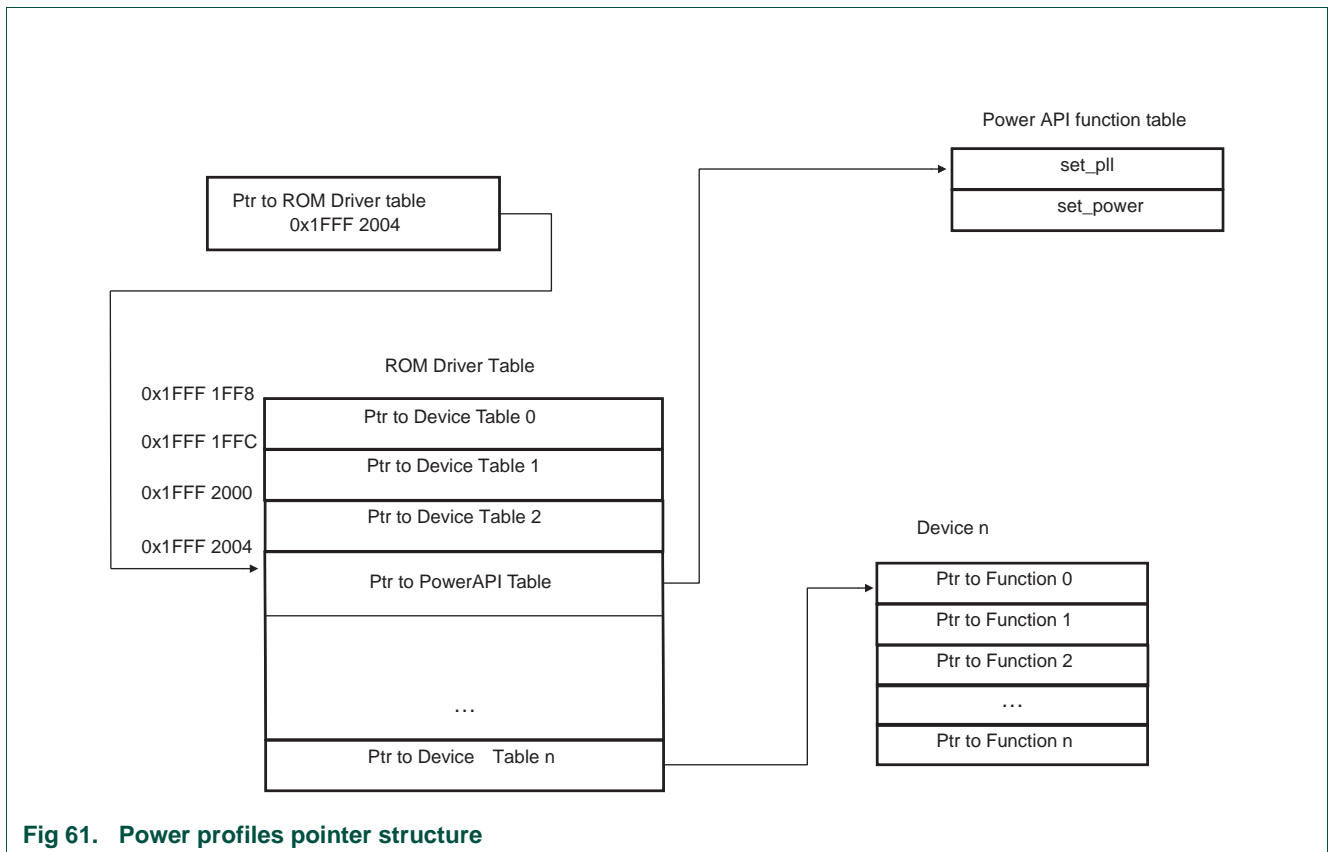 Power API function table
set_pll
set_power
Ptr to ROM Driver table
0x1FFF 2004
ROM Driver Table
0x1FFF 1FF8
Ptr to Device Table 0
0x1FFF 1FFC
Ptr to Device Table 1
0x1FFF 2000
Ptr to Device Table 2
0x1FFF 2004
Ptr to PowerAPI Table
…
Ptr to Device Table n
Device n
Ptr to Function 0
Ptr to Function 1
Ptr to Function 2
…
Ptr to Function n
Fig 61. Power profiles pointer structure